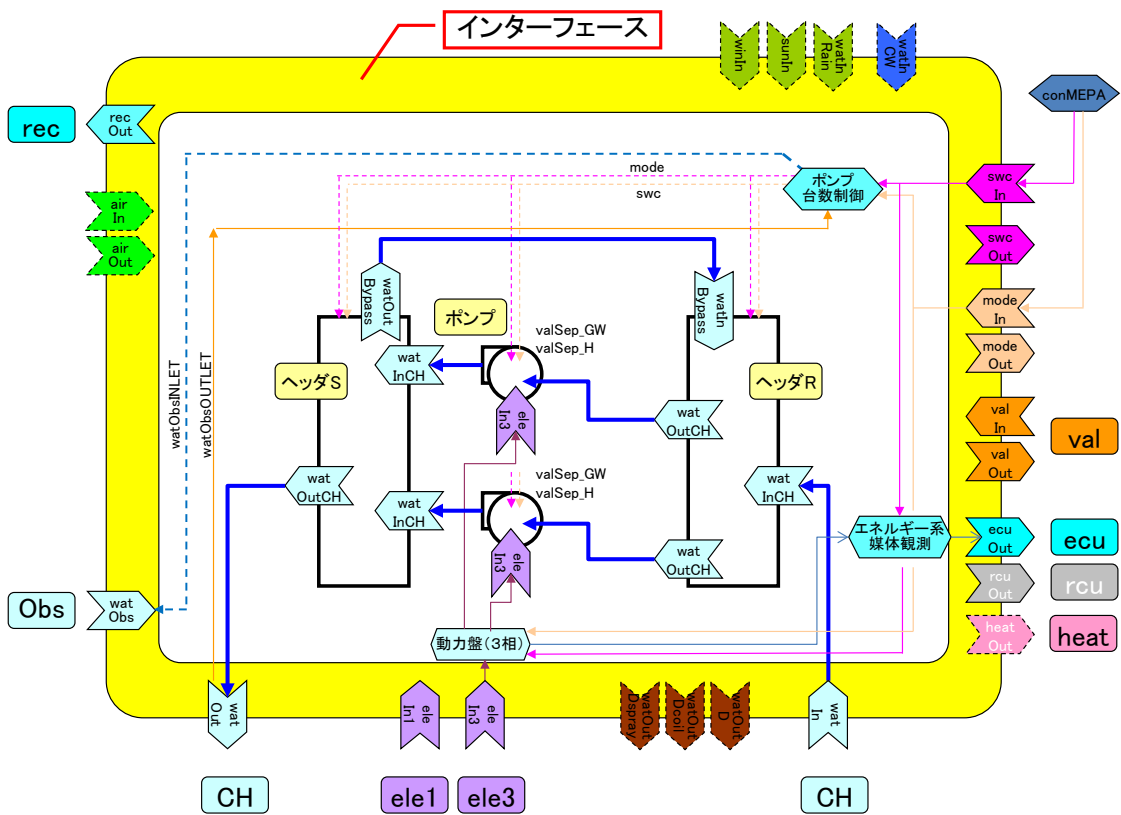 インターフェース
winIn
sunIn
watIn
Rain
watIn
CW
conMEPA
rec
rec
Out
air
In
air
Out
mode
swc
ポンプ
台数制御
swc
In
swc
Out
mode
In
mode
Out
watOut
Bypass
watIn
Bypass
ポンプ
valSep_GW
valSep_H
ヘッダS
wat
InCH
ele
In3
ヘッダR
wat
OutCH
watObsINLET
watObsOUTLET
val
In
val
Out
val
wat
OutCH
wat
InCH
valSep_GW
valSep_H
ele
In3
wat
InCH
wat
OutCH
エネルギー系
媒体観測
ecu
Out
ecu
rcu
Out
rcu
heat
Out
heat
Obs
wat
Obs
動力盤(3相)
wat
Out
ele
In1
ele
In3
watOut
Dspray
watOut
Dcoil
watOut
D
wat
In
CH
ele1
ele3
CH